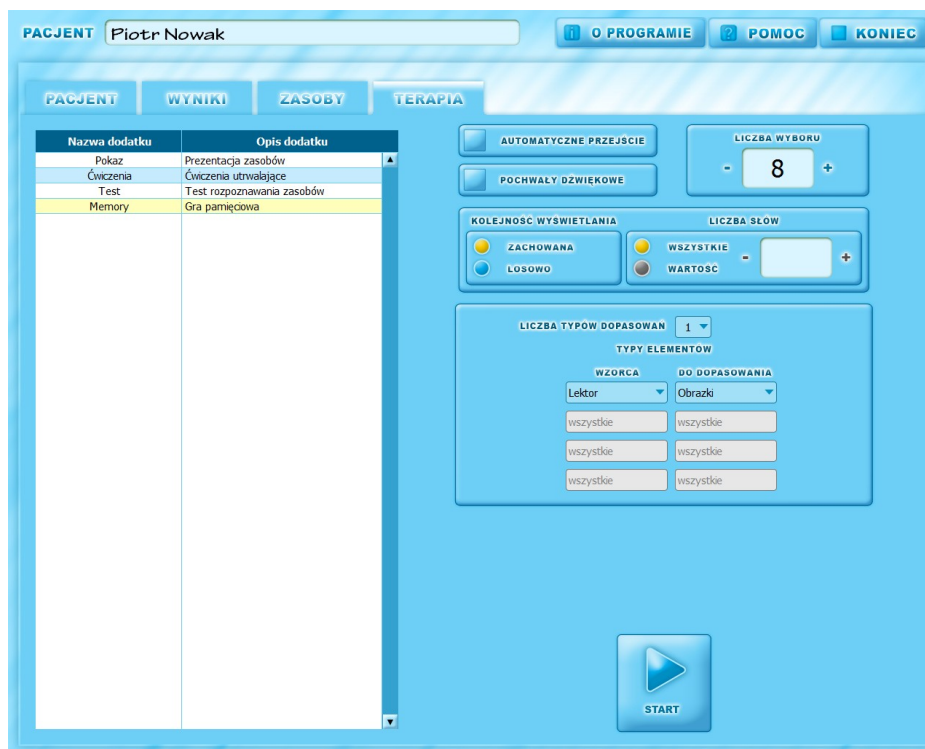 PACJENT Piotr Nowak O PROGRAMIE POMOC KONIEC
PACJENT WYNIKI ZASOBY TERAPIA
Nazwa dodatku Opis dodatku
Pokaz Prezentacja zasobów
Ćwiczenia Ćwiczenia utrwalające
Test Test rozpoznawania zasobów
Memory Gra pamięciowa
AUTOMATYCZNE PRZEJŚCIE
POCHWAŁY DŹWIĘKOWE
LICZBA WYBORU
- 8 +
KOLEJNOŚĆ WYŚWIETLANIA LICZBA SŁÓW
ZACHOWANA WSZYSTKIE
LOSOWO WARTOŚĆ
- +
LICZBA TYPÓW DOPASOWAŃ 1
TYPY ELEMENTÓW
WZORCA DO DOPASOWANIA
Lektor Obrazki
wszystkie wszystkie
wszystkie wszystkie
wszystkie wszystkie
START